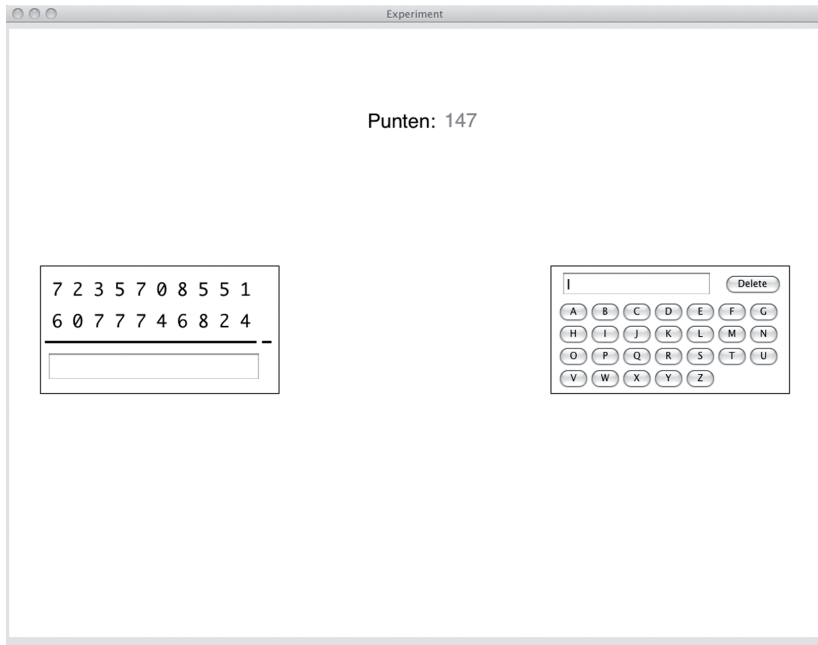 Experiment
Punten: 147
7 2 3 5 7 0 8 5 5 1
6 0 7 7 7 4 6 8 2 4
Delete
A B C D E F G
H I J K L M N
O P Q R S T U
V W X Y Z